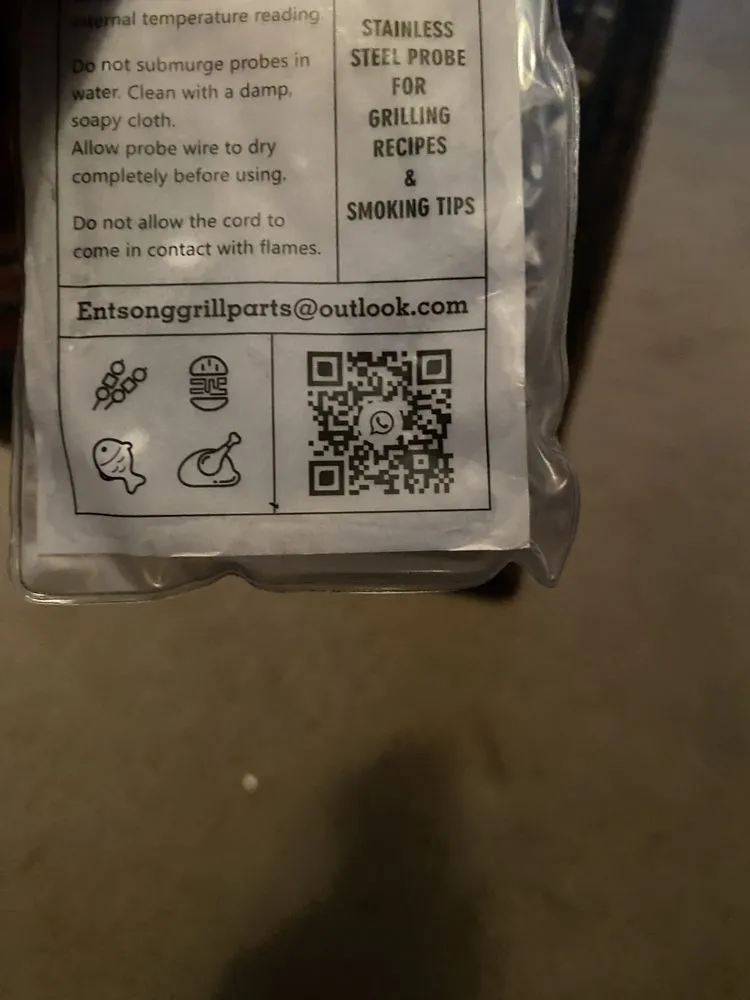 internal temperature reading
Do not submurge probes in
water. Clean with a damp,
soapy cloth.
Allow probe wire to dry
completely before using.
Do not allow the cord to
come in contact with flames.
STAINLESS
STEEL PROBE
FOR
GRILLING
RECIPES
&
SMOKING TIPS
Entsonggrillparts@outlook.com